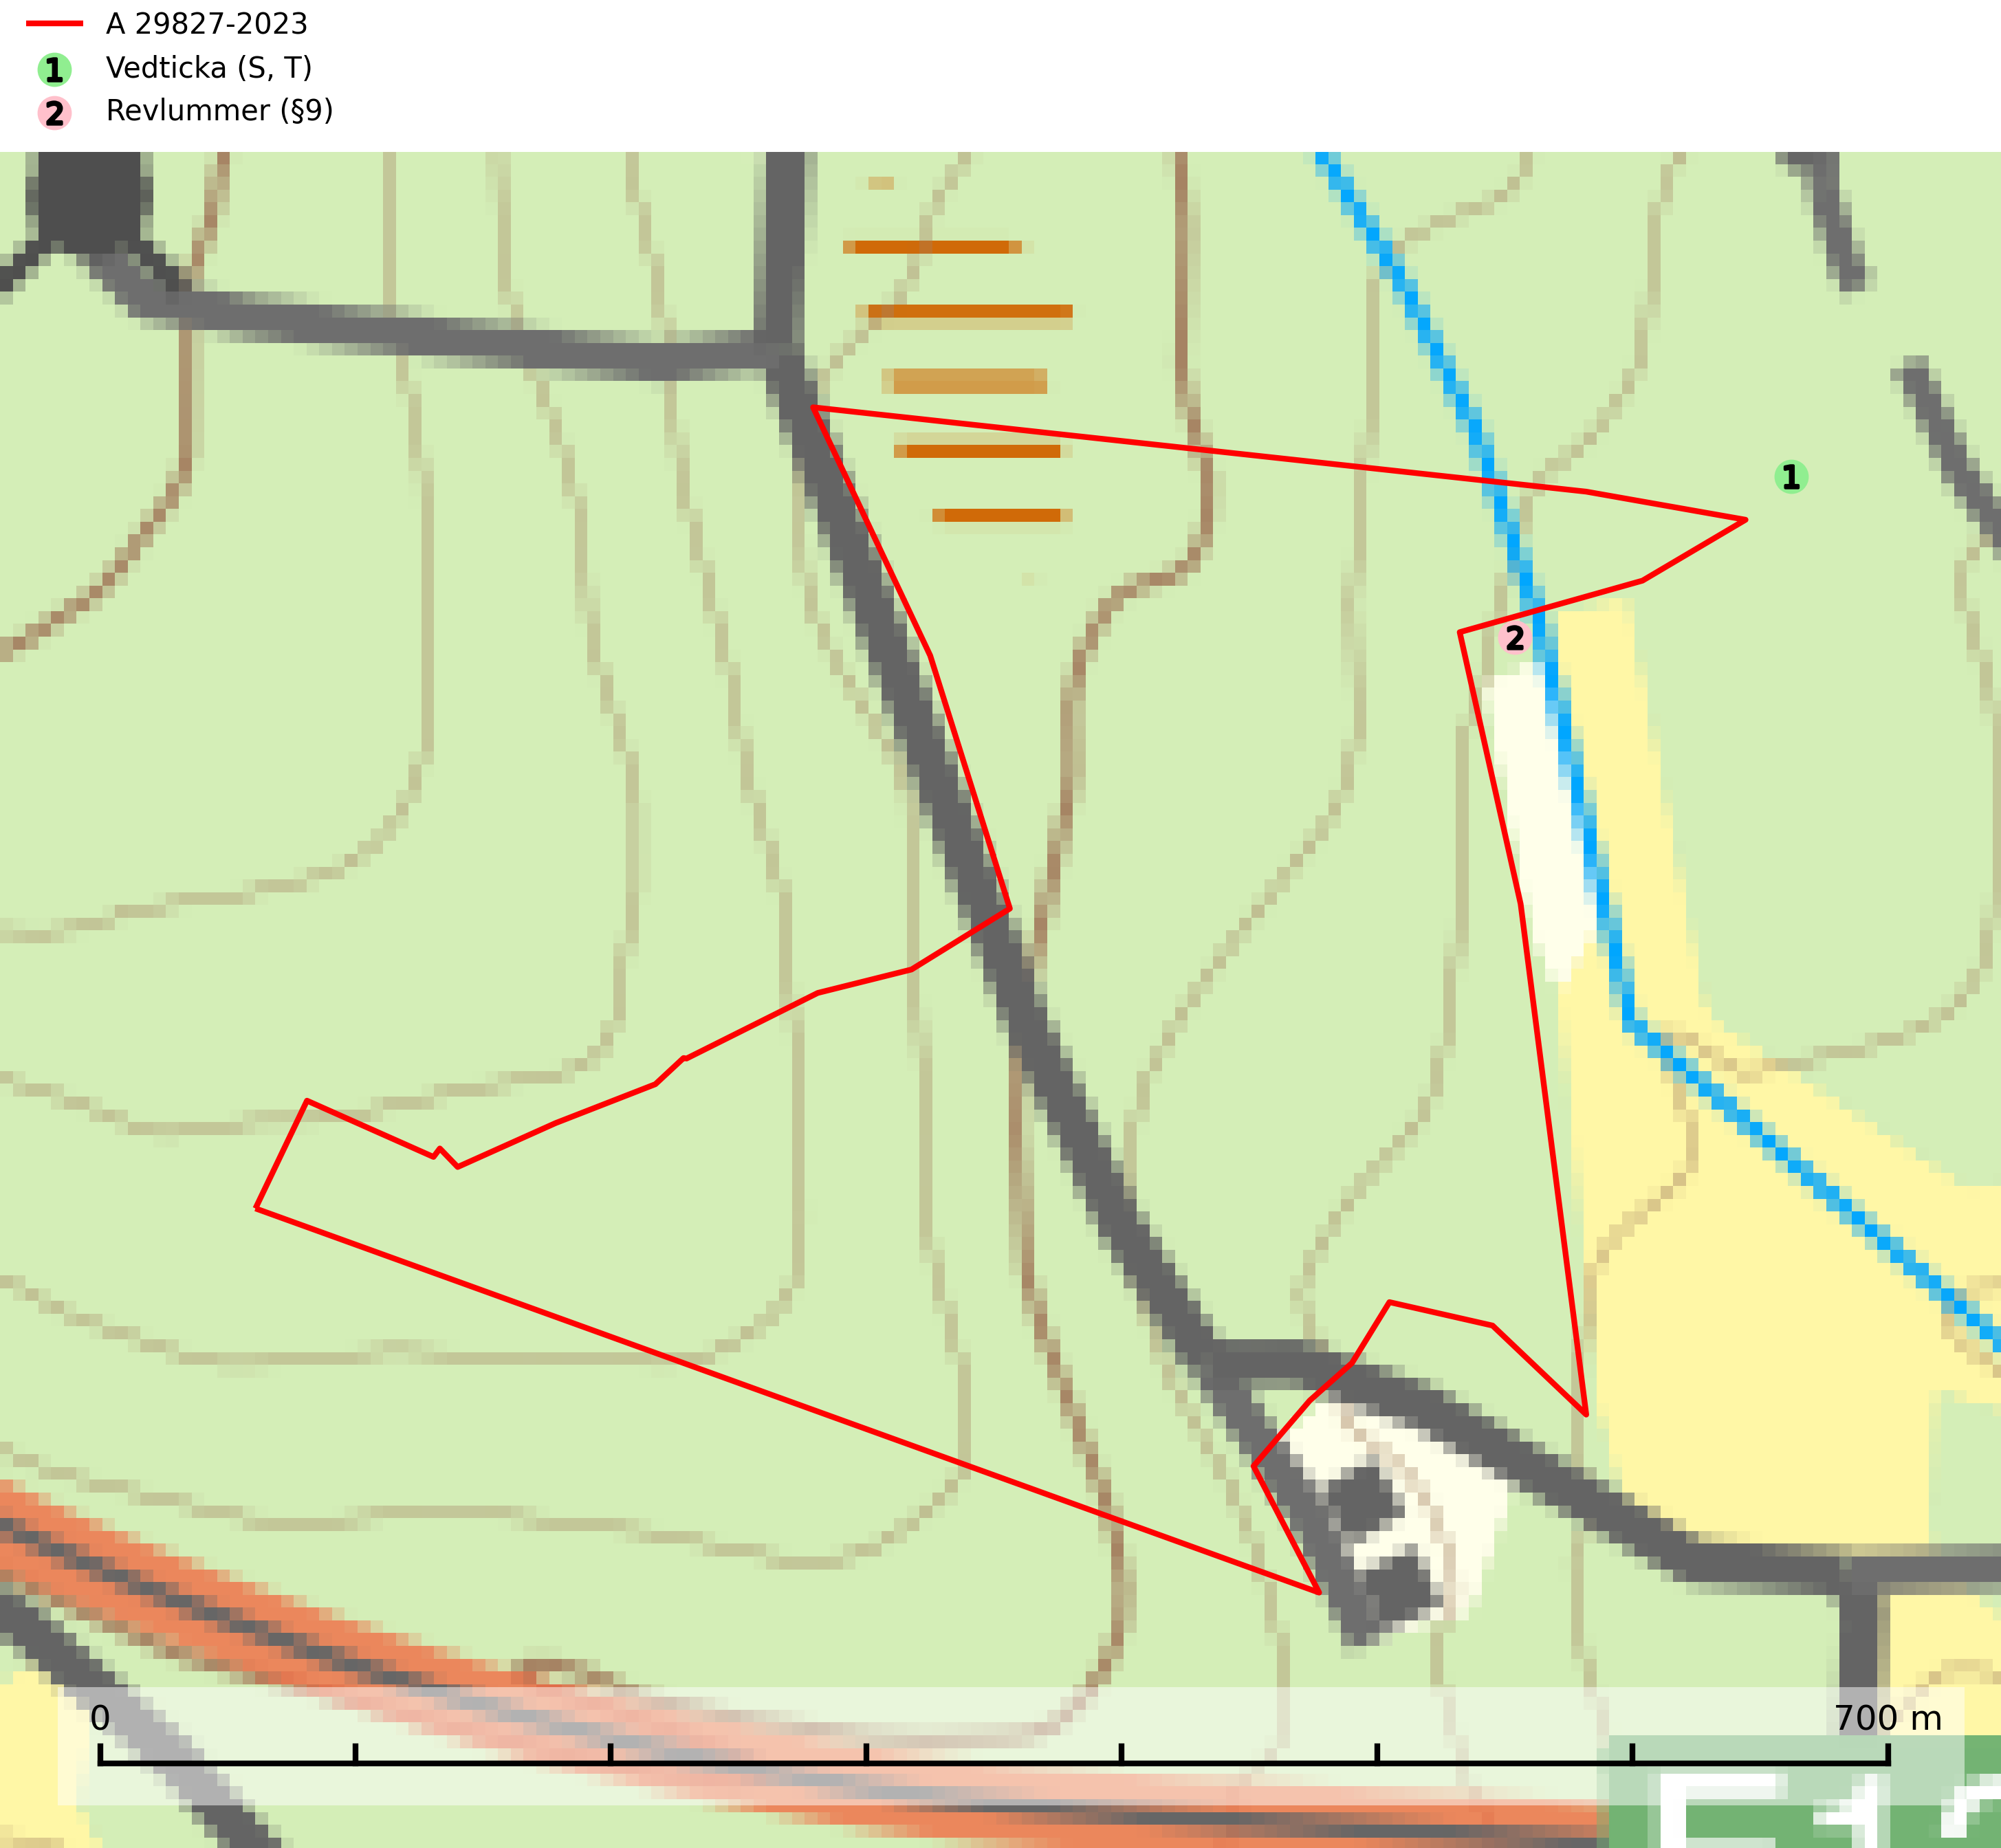 A 29827-2023
1 Vedticka (S, T)
2 Revlummer (§9)
1
2
0 700 m